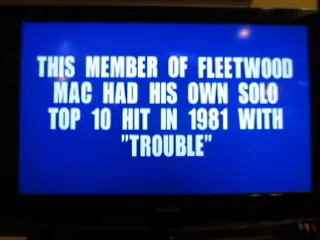 THIS MEMBER OF FLEETWOOD
MAC HAD HIS OWN SOLO
TOP 10 HIT IN 1981 WITH
"TROUBLE"